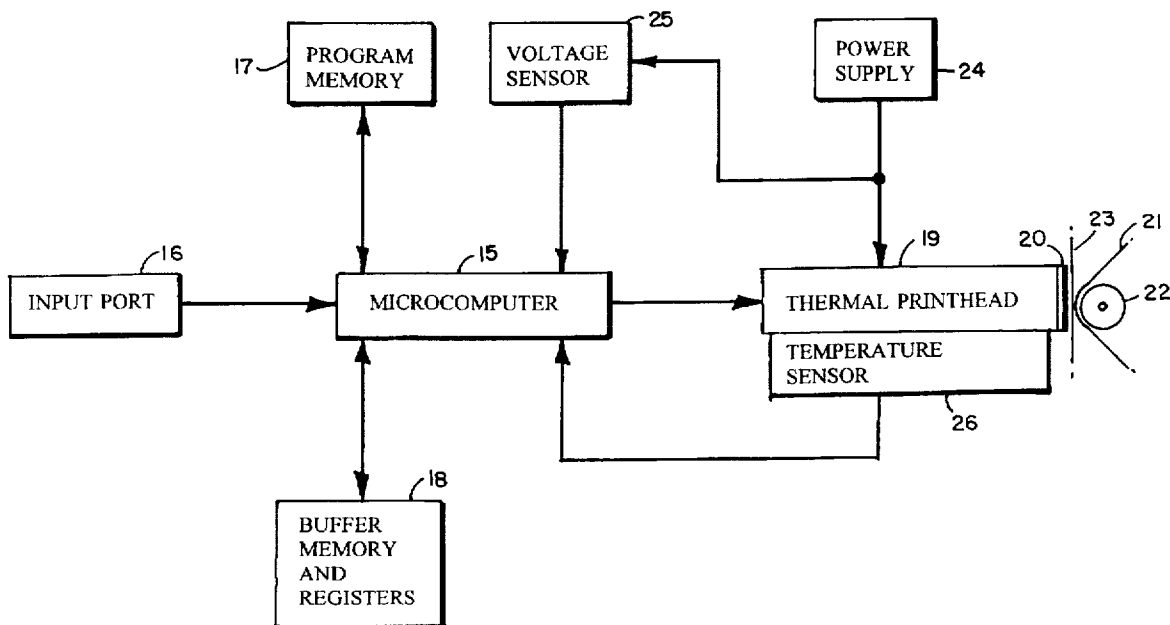 25
17
PROGRAM
MEMORY
VOLTAGE
SENSOR
POWER
SUPPLY
24
16
INPUT PORT
15
MICROCOMPUTER
19
THERMAL PRINTHEAD
20
23
21
22
TEMPERATURE
SENSOR
26
18
BUFFER
MEMORY
AND
REGISTERS